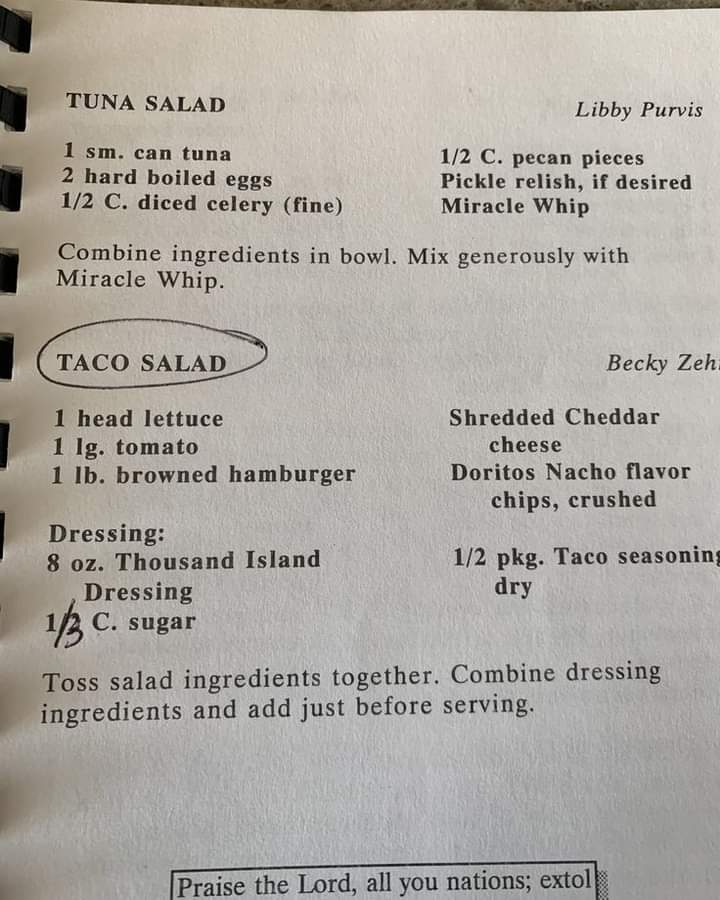 TUNA SALAD
Libby Purvis
1 sm. can tuna
2 hard boiled eggs
1/2 C. diced celery (fine)
1/2 C. pecan pieces
Pickle relish, if desired
Miracle Whip
Combine ingredients in bowl. Mix generously with
Miracle Whip.
TACO SALAD
Becky
1 head lettuce
1 lg. tomato
1 lb. browned hamburger
Shredded Cheddar
cheese
Doritos Nacho flavor
chips, crushed
Dressing:
8 oz. Thousand Island
Dressing
1/3 C. sugar
1/2 pkg. Taco seasoning
dry
Toss salad ingredients together. Combine dressing
ingredients and add just before serving.
Praise the Lord, all you nations; extol